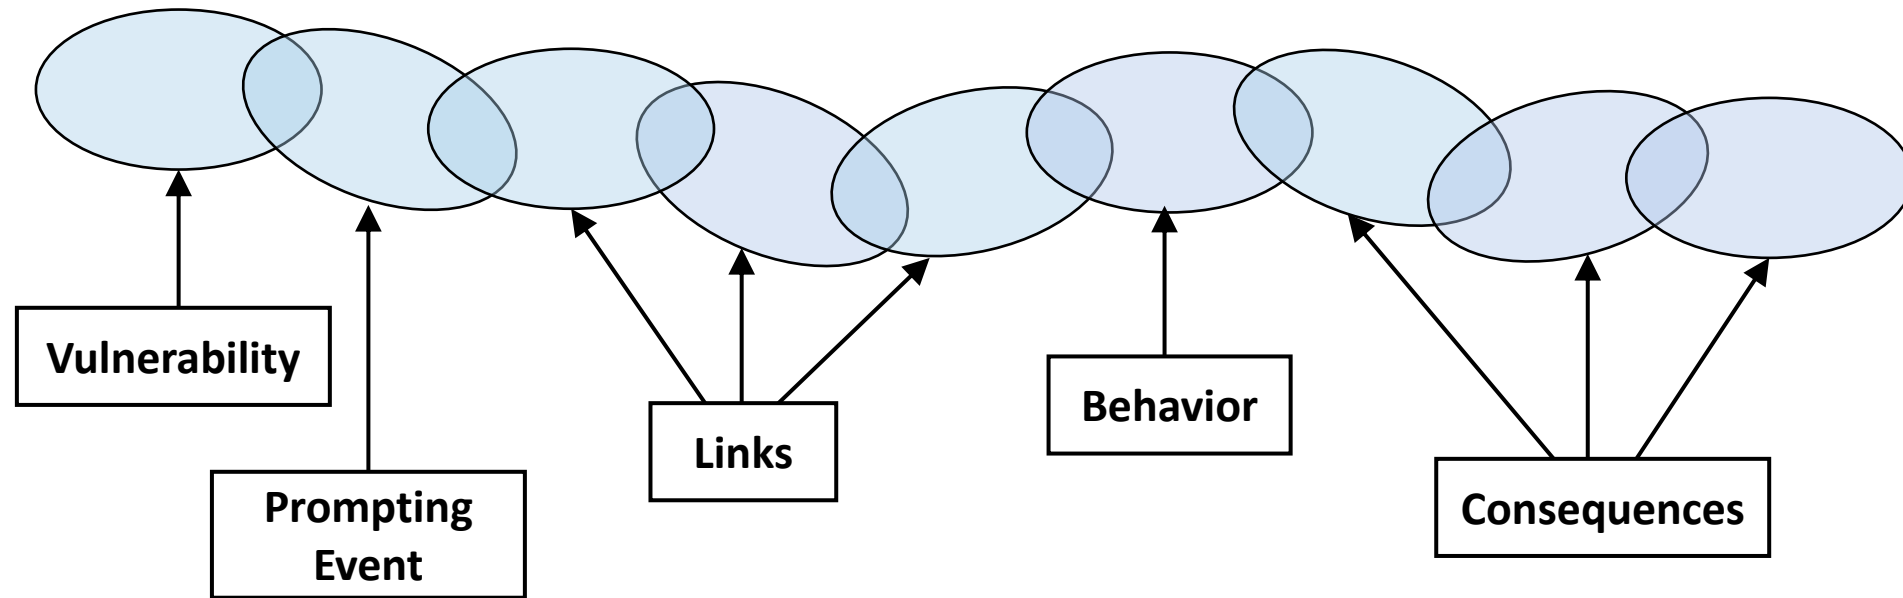 Vulnerability
Prompting
Event
Links
Behavior
Consequences